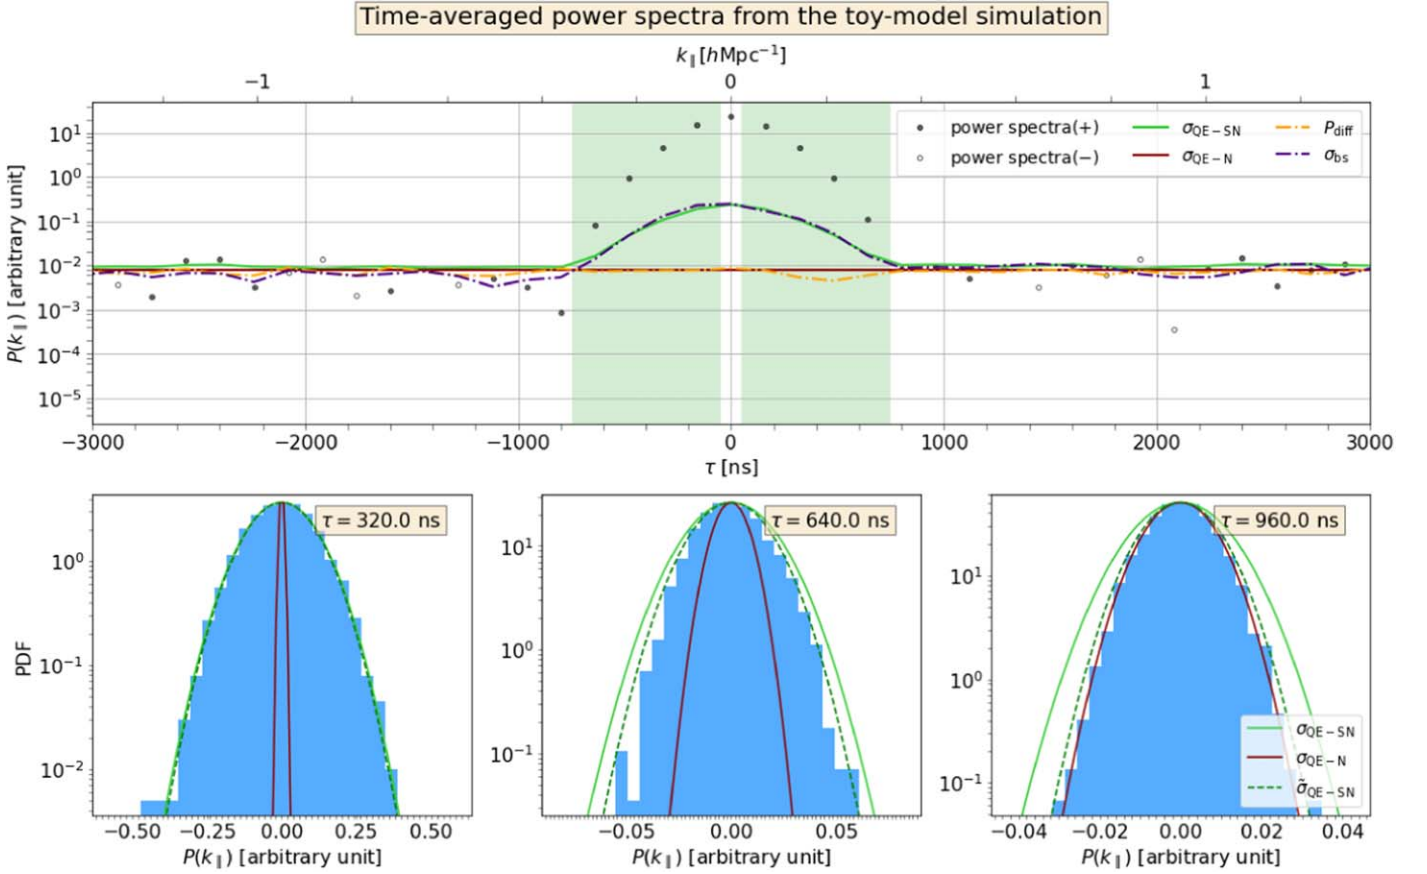 Time-averaged power spectra from the toy-model simulation
k∥[hMpc⁻¹]
−1 0 1
P(k∥) [arbitrary unit]
10¹
10⁰
10⁻¹
10⁻²
10⁻³
10⁻⁴
10⁻⁵
power spectra(+) σQE−SN Pdiff
power spectra(−) σQE−N σbs
−3000 −2000 −1000 0 1000 2000 3000
τ [ns]
PDF
τ = 320.0 ns
10⁰
10⁻¹
10⁻²
−0.50 −0.25 0.00 0.25 0.50
P(k∥) [arbitrary unit]
τ = 640.0 ns
10¹
10⁰
10⁻¹
−0.05 0.00 0.05
P(k∥) [arbitrary unit]
τ = 960.0 ns
10¹
10⁰
10⁻¹
σQE−SN
σQE−N
σ̃QE−SN
−0.04 −0.02 0.00 0.02 0.04
P(k∥) [arbitrary unit]